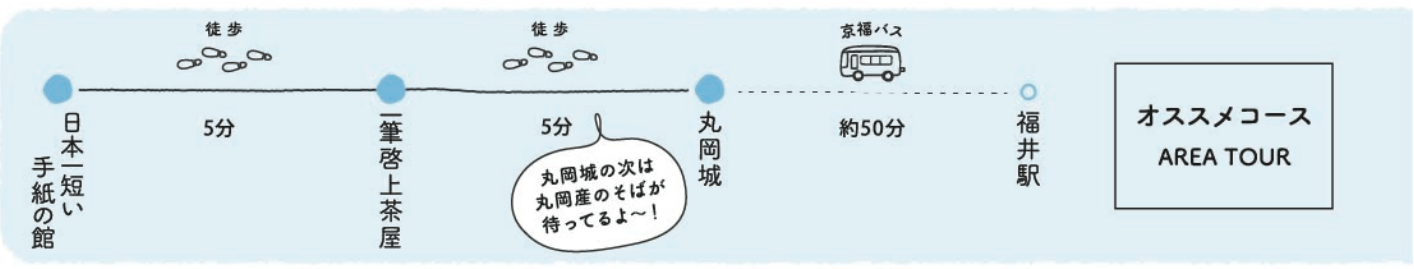 オススメコース
AREA TOUR
福井駅
京福バス
約50分
丸岡城
徒歩
5分
丸岡城の次は
丸岡産のそばが
待ってるよ～！
一筆啓上茶屋
徒歩
5分
日本一短い
手紙の館